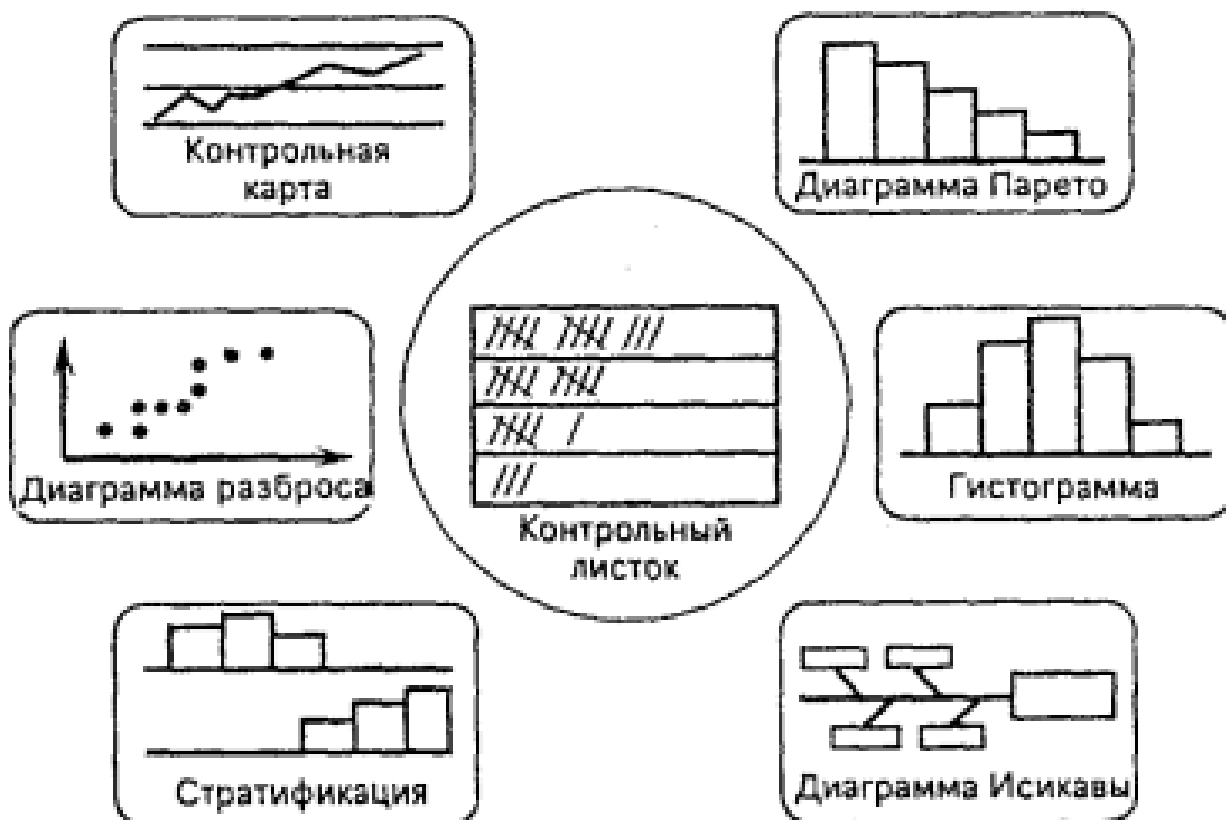 Контрольная
карта
Диаграмма Парето
Диаграмма разброса
Контрольный
листок
Гистограмма
Стратификация
Диаграмма Исикавы